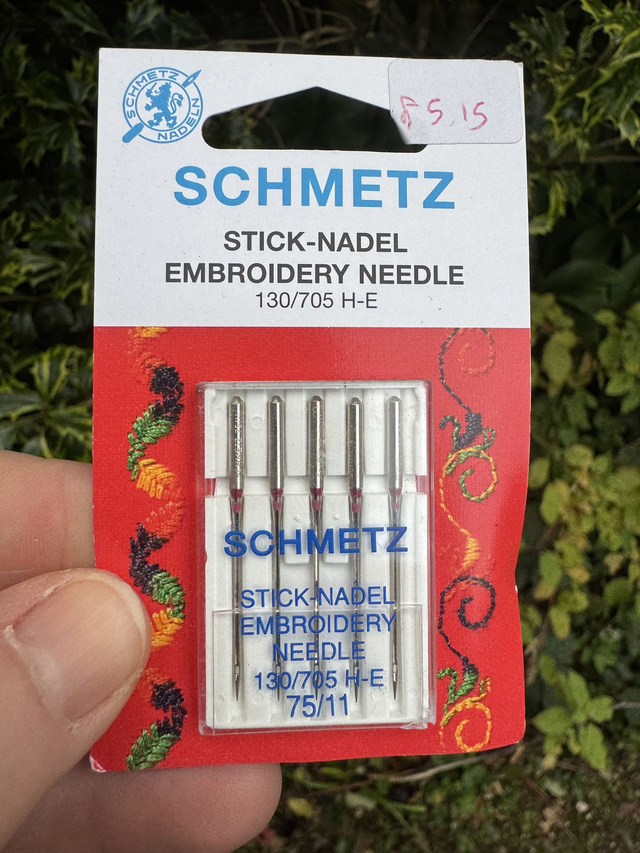 SCHMETZ
NADELN
£5.15
SCHMETZ
STICK-NADEL
EMBROIDERY NEEDLE
130/705 H-E
SCHMETZ
STICK-NADEL
EMBROIDERY
NEEDLE
130/705 H-E
75/11